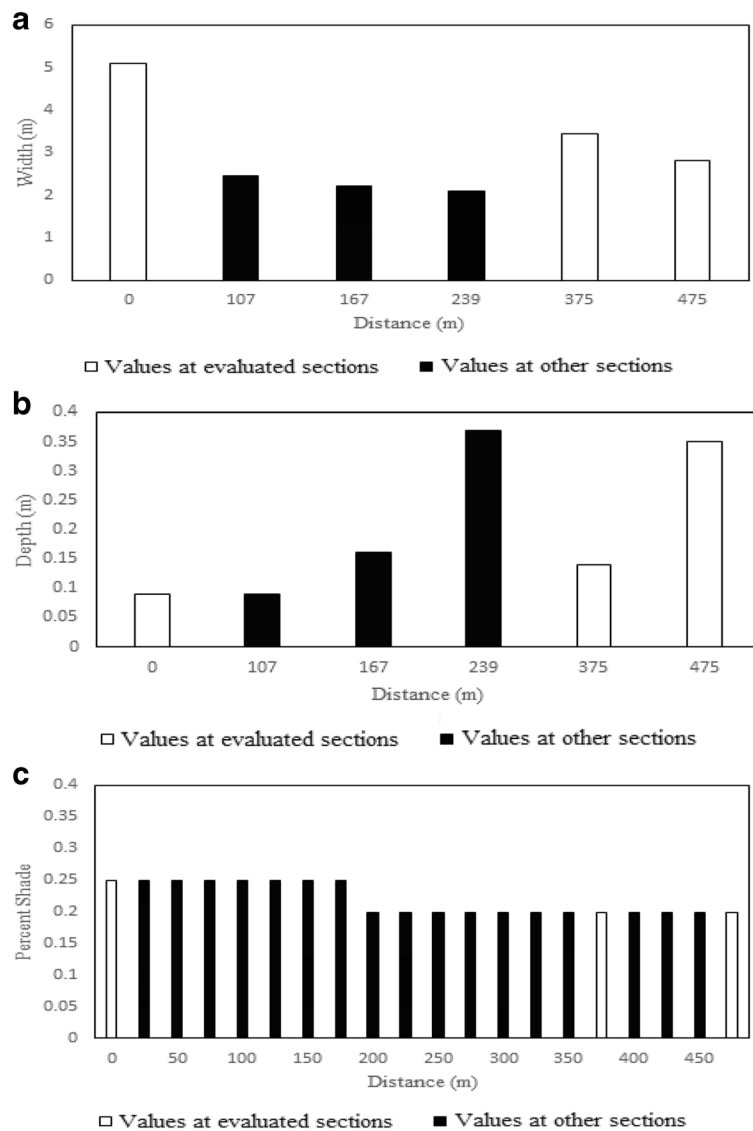 a
6
5
4
3
2
1
0
Width (m)
0 107 167 239 375 475
Distance (m)
Values at evaluated sections Values at other sections
b
0.4
0.35
0.3
0.25
0.2
0.15
0.1
0.05
0
Depth (m)
0 107 167 239 375 475
Distance (m)
Values at evaluated sections Values at other sections
c
0.4
0.35
0.3
0.25
0.2
0.15
0.1
0.05
0
Percent Shade
0 50 100 150 200 250 300 350 400 450
Distance (m)
Values at evaluated sections Values at other sections